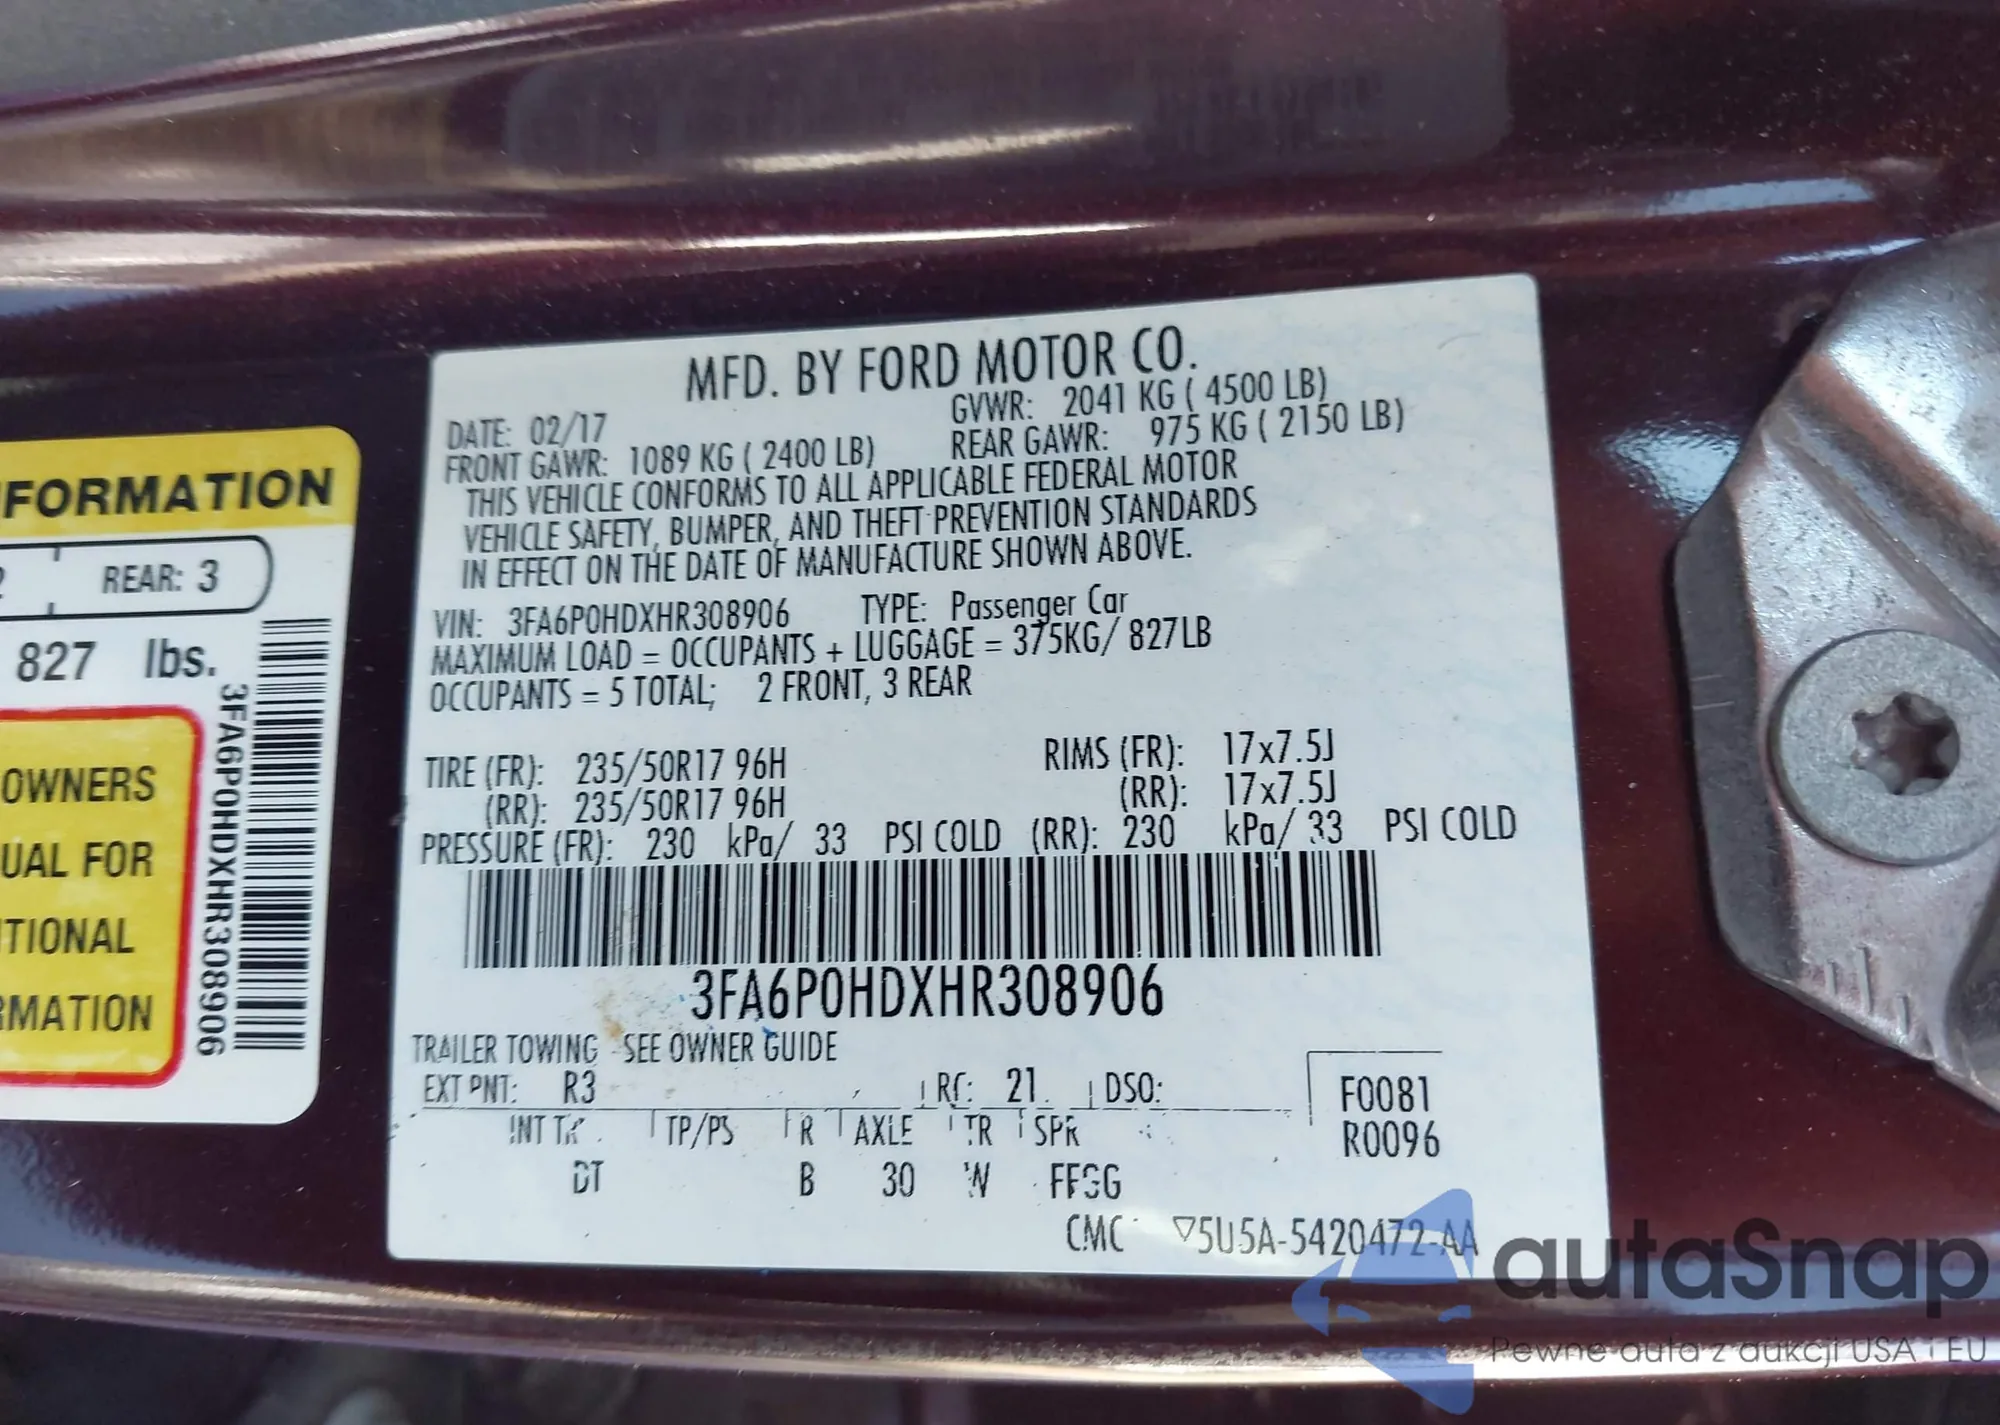 FORMATION
REAR: 3
827 lbs.
3FA6P0HDXHR308906
OWNERS
UAL FOR
TIONAL
RMATION
MFD. BY FORD MOTOR CO.
DATE: 02/17
GVWR: 2041 KG ( 4500 LB)
FRONT GAWR: 1089 KG ( 2400 LB)
REAR GAWR: 975 KG ( 2150 LB)
THIS VEHICLE CONFORMS TO ALL APPLICABLE FEDERAL MOTOR
VEHICLE SAFETY, BUMPER, AND THEFT PREVENTION STANDARDS
IN EFFECT ON THE DATE OF MANUFACTURE SHOWN ABOVE.
VIN: 3FA6P0HDXHR308906 TYPE: Passenger Car
MAXIMUM LOAD = OCCUPANTS + LUGGAGE = 375KG/ 827LB
OCCUPANTS = 5 TOTAL; 2 FRONT, 3 REAR
TIRE (FR): 235/50R17 96H RIMS (FR): 17x7.5J
(RR): 235/50R17 96H (RR): 17x7.5J
PRESSURE (FR): 230 kPa/ 33 PSI COLD (RR): 230 kPa/ 33 PSI COLD
3FA6P0HDXHR308906
TRAILER TOWING - SEE OWNER GUIDE
EXT PNT: R3 RC: 21 DSO: F0081
INT TR TP/PS R AXLE TR SPR R0096
DT B 30 W FFGG
CMC 5U5A-5420472-AA
autaSnap
Pewne auta z aukcji USA i EU